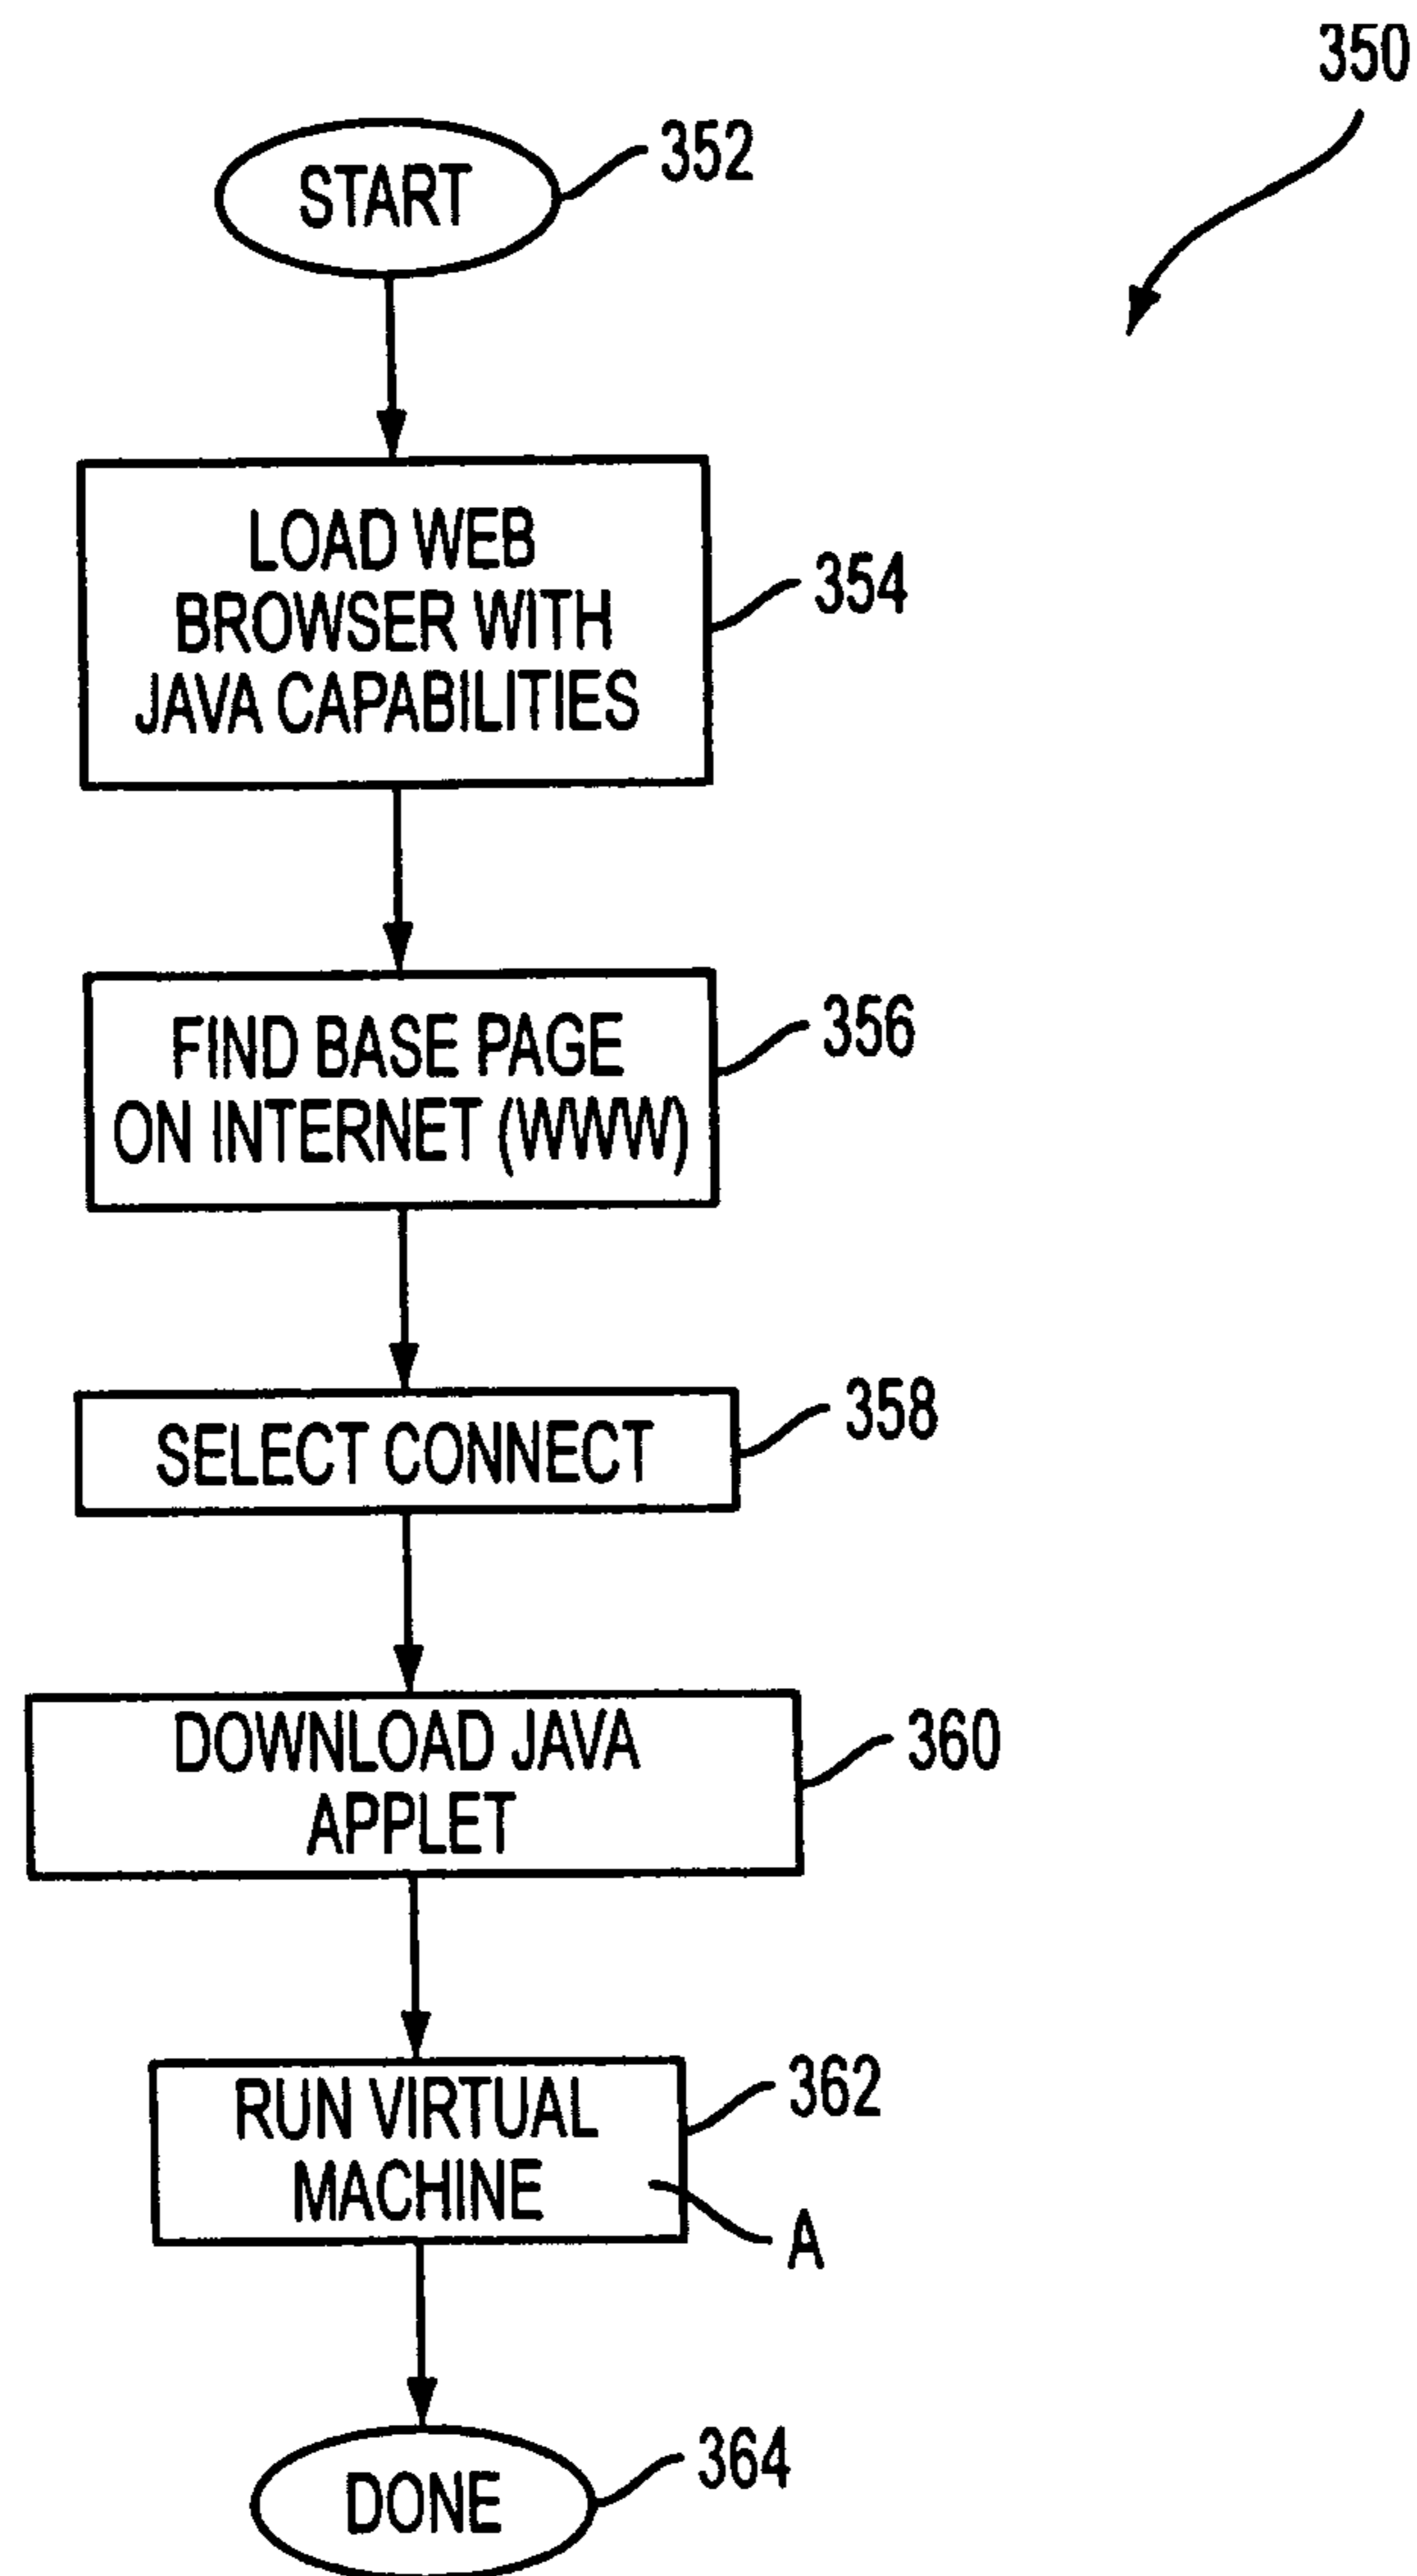 350
START
352
LOAD WEB
BROWSER WITH
JAVA CAPABILITIES
354
FIND BASE PAGE
ON INTERNET (WWW)
356
SELECT CONNECT
358
DOWNLOAD JAVA
APPLET
360
RUN VIRTUAL
MACHINE
362
A
DONE
364